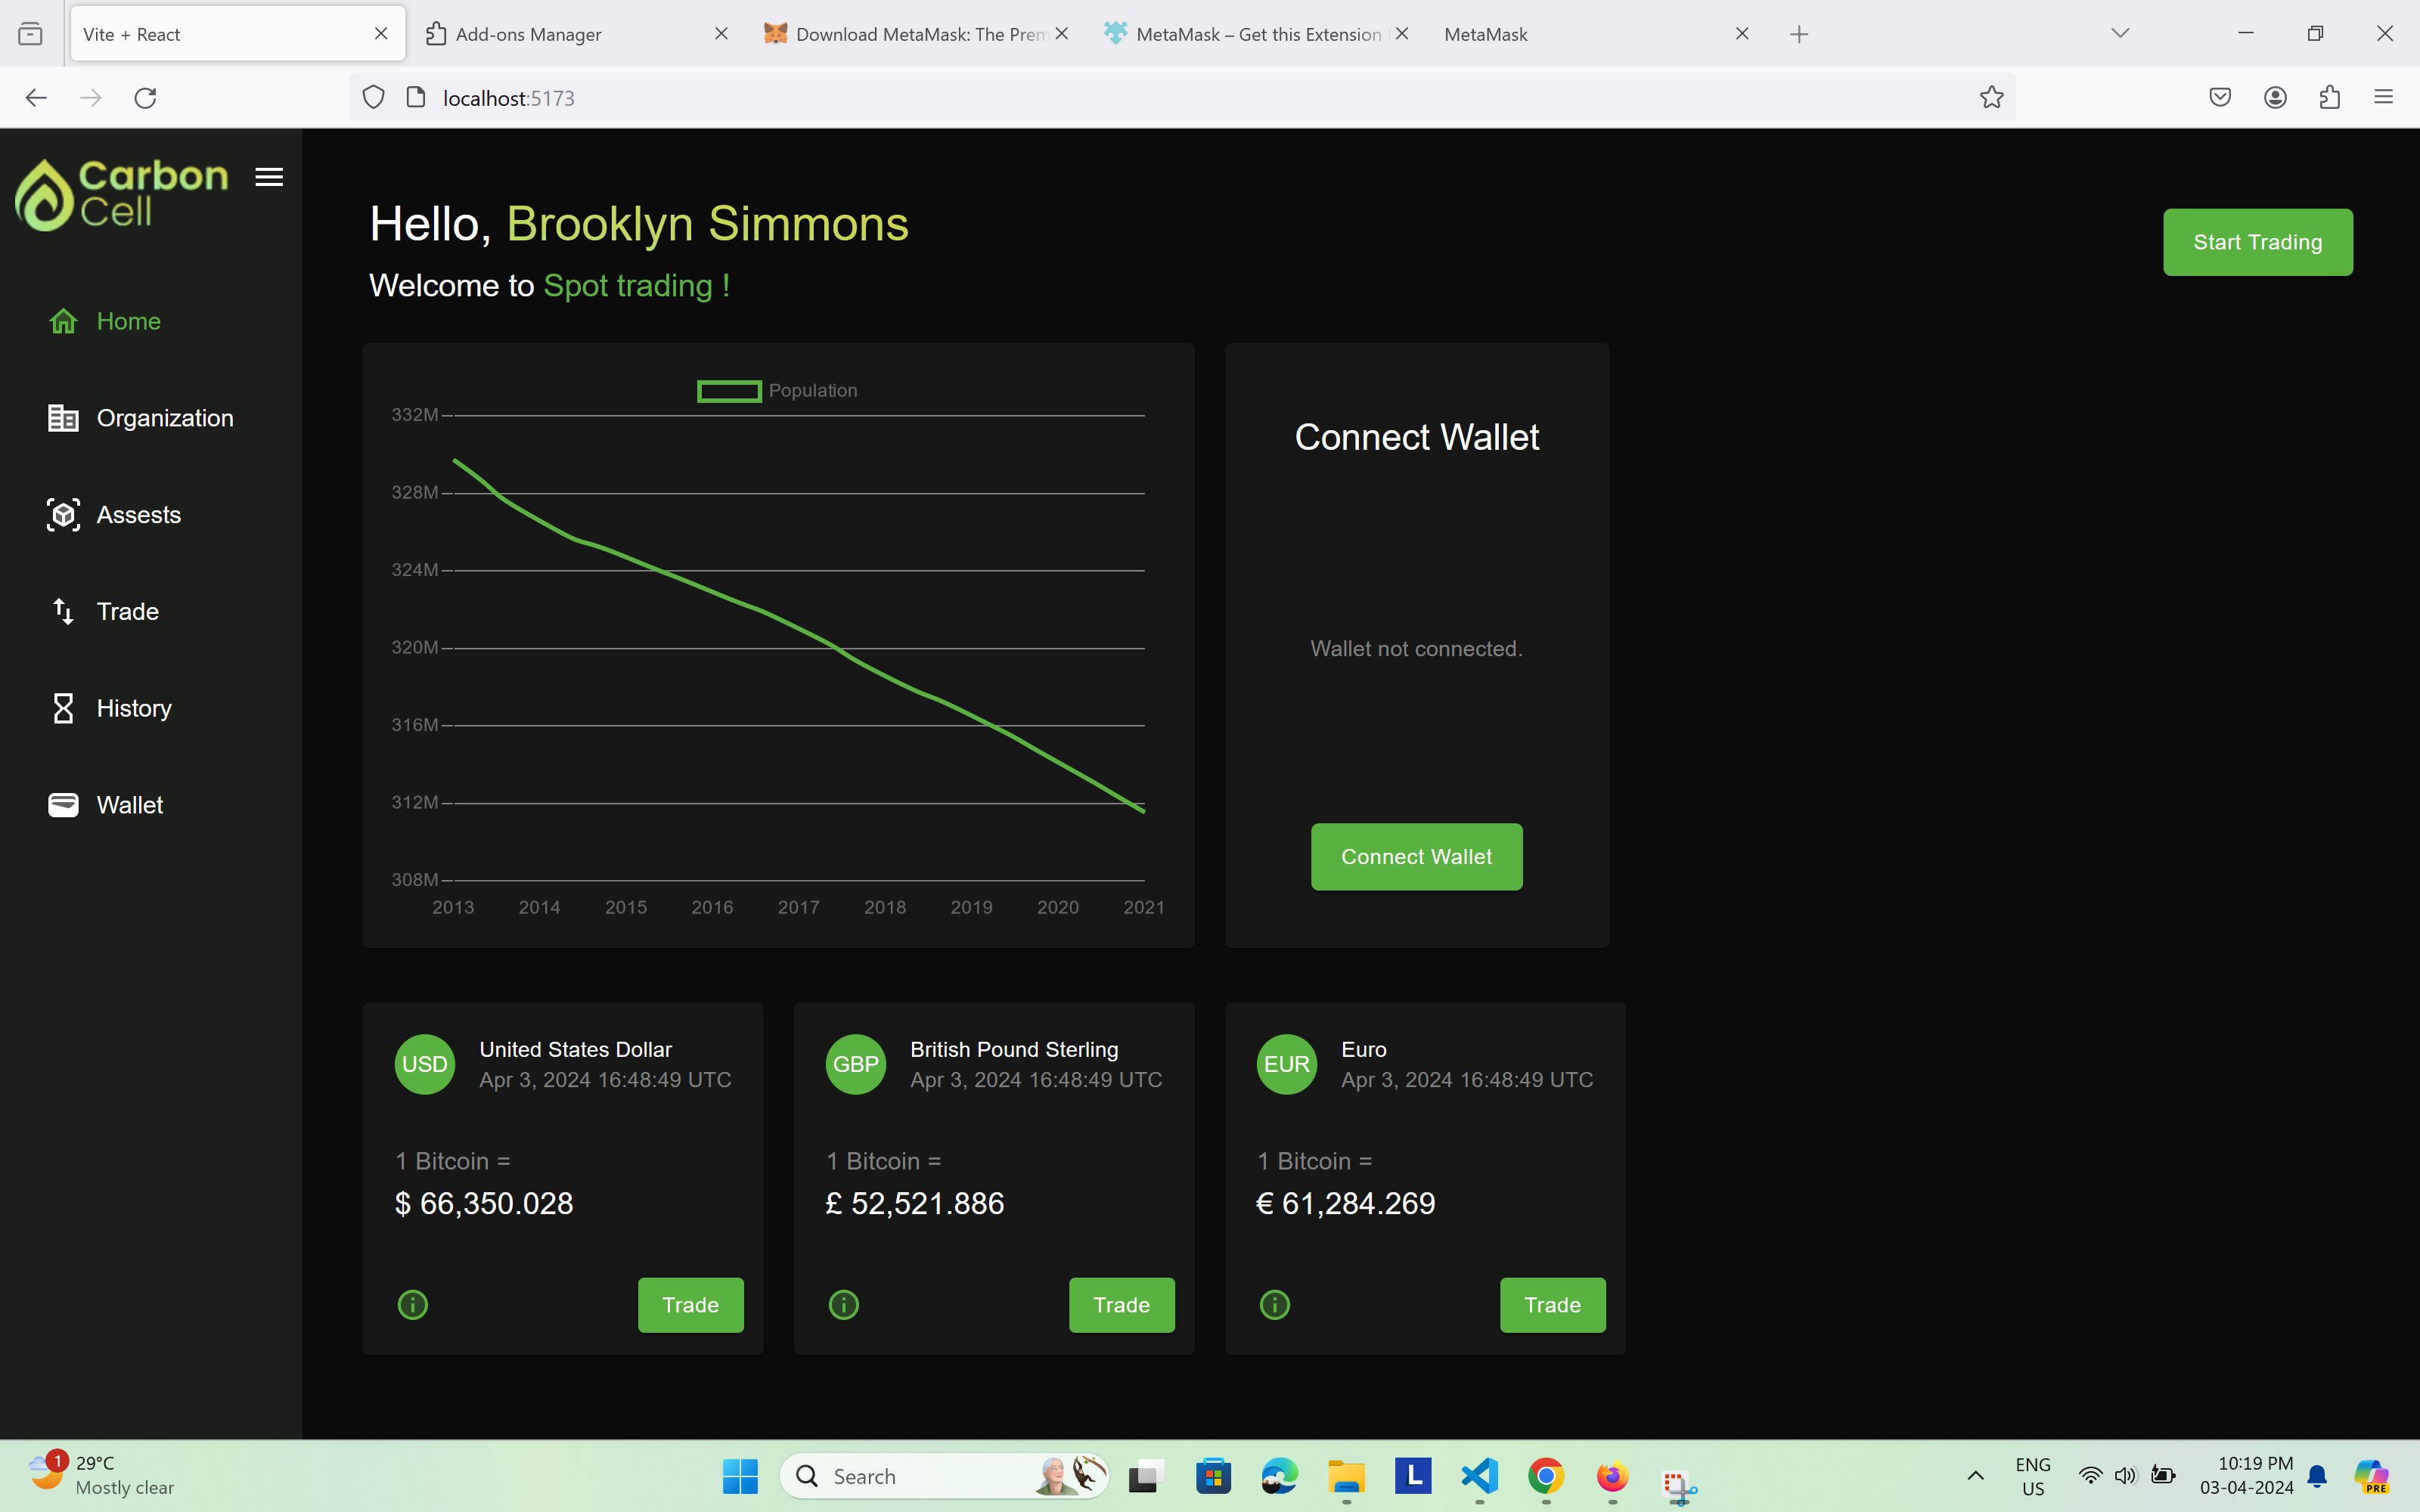 Vite + React
Add-ons Manager
Download MetaMask: The Prem
MetaMask – Get this Extension
MetaMask
localhost:5173
Carbon
Cell
Hello, Brooklyn Simmons
Start Trading
Welcome to Spot trading !
Home
Organization
Assests
Trade
History
Wallet
Population
332M
328M
324M
320M
316M
312M
308M
2013 2014 2015 2016 2017 2018 2019 2020 2021
Connect Wallet
Wallet not connected.
Connect Wallet
USD
United States Dollar
Apr 3, 2024 16:48:49 UTC
1 Bitcoin =
$ 66,350.028
Trade
GBP
British Pound Sterling
Apr 3, 2024 16:48:49 UTC
1 Bitcoin =
£ 52,521.886
Trade
EUR
Euro
Apr 3, 2024 16:48:49 UTC
1 Bitcoin =
€ 61,284.269
Trade
1
29°C
Mostly clear
Search
L
ENG
US
10:19 PM
03-04-2024
PRE